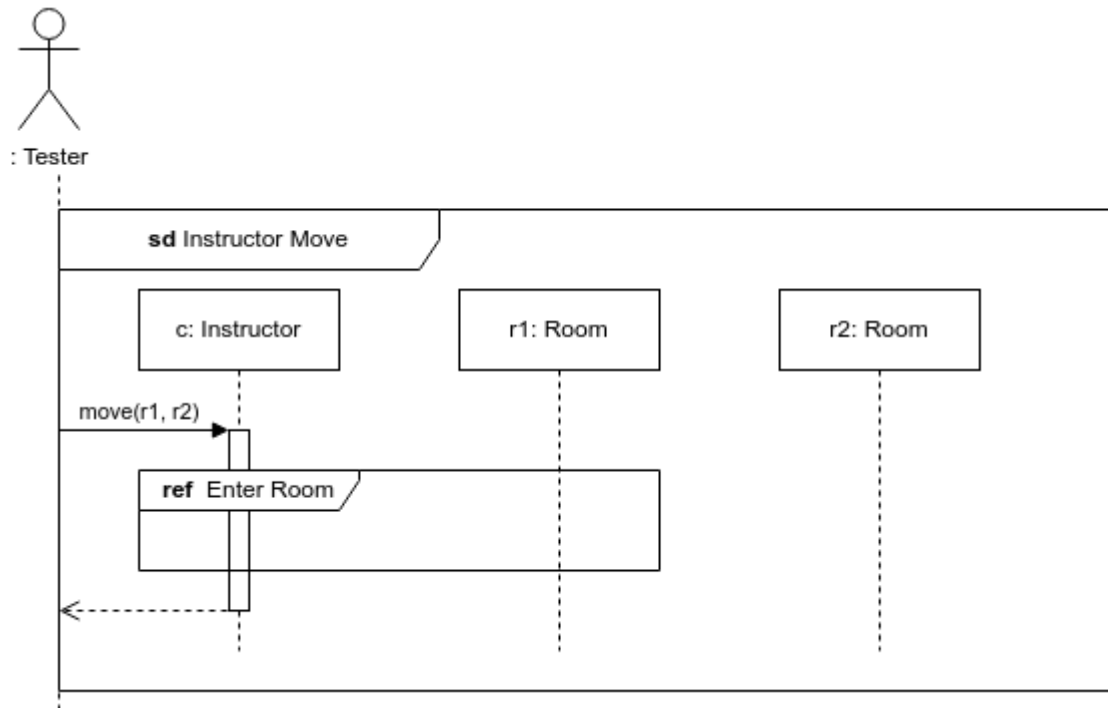 : Tester
sd Instructor Move
c: Instructor
r1: Room
r2: Room
move(r1, r2)
ref Enter Room